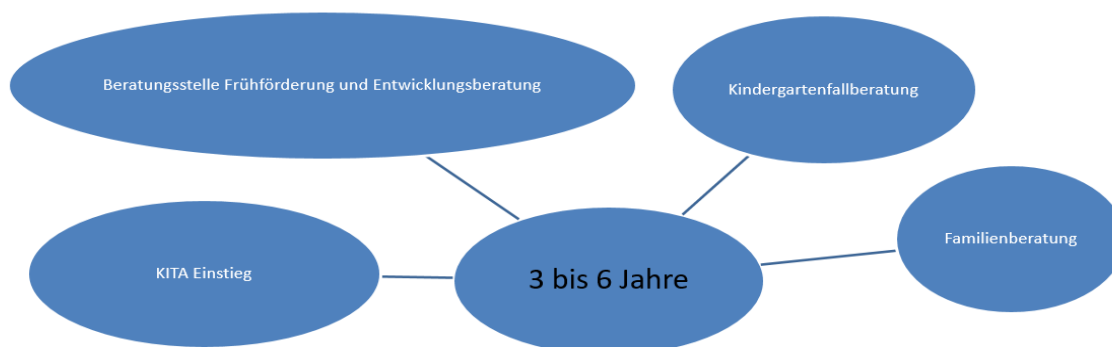 Beratungsstelle Frühförderung und Entwicklungsberatung
Kindergartenfallberatung
Familienberatung
KITA Einstieg
3 bis 6 Jahre